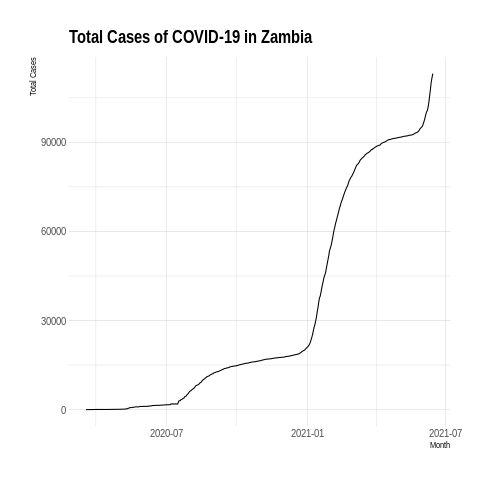 Total Cases of COVID-19 in Zambia
Total Cases
90000
60000
30000
0
2020-07
2021-01
2021-07
Month